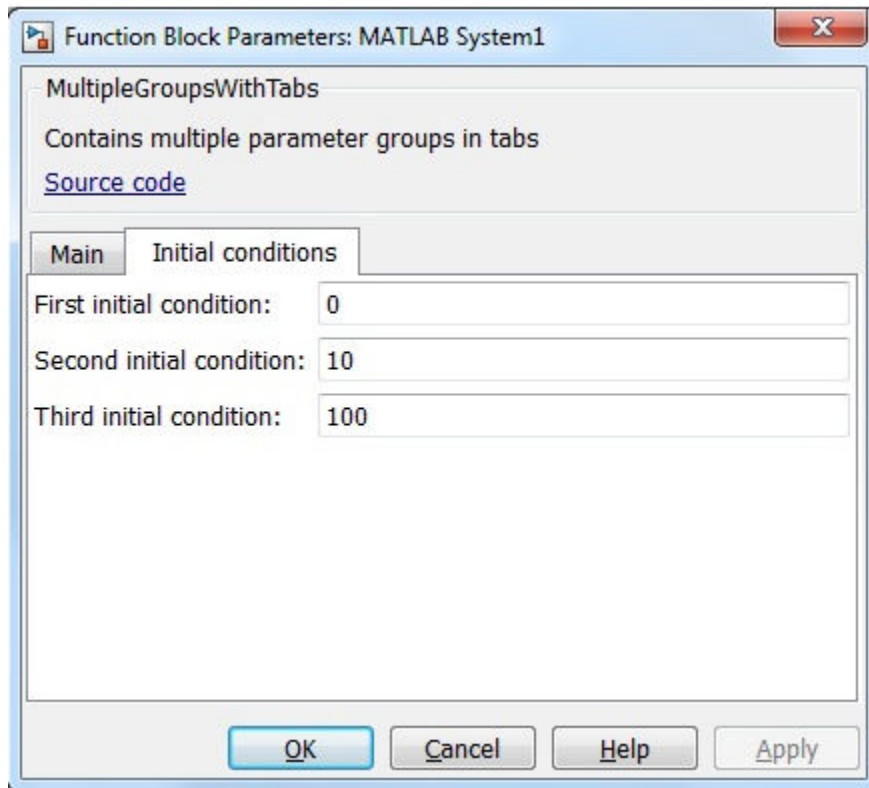 Function Block Parameters: MATLAB System1
MultipleGroupsWithTabs
Contains multiple parameter groups in tabs
Source code
Main Initial conditions
First initial condition: 0
Second initial condition: 10
Third initial condition: 100
OK Cancel Help Apply